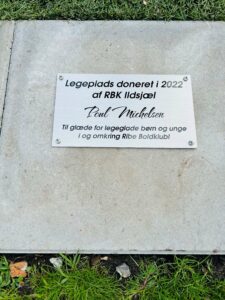 Legeplads doneret i 2022
af RBK Ildsjæl
Poul Michelsen
Til glæde for legeglade børn og unge
i og omkring Ribe Boldklub!